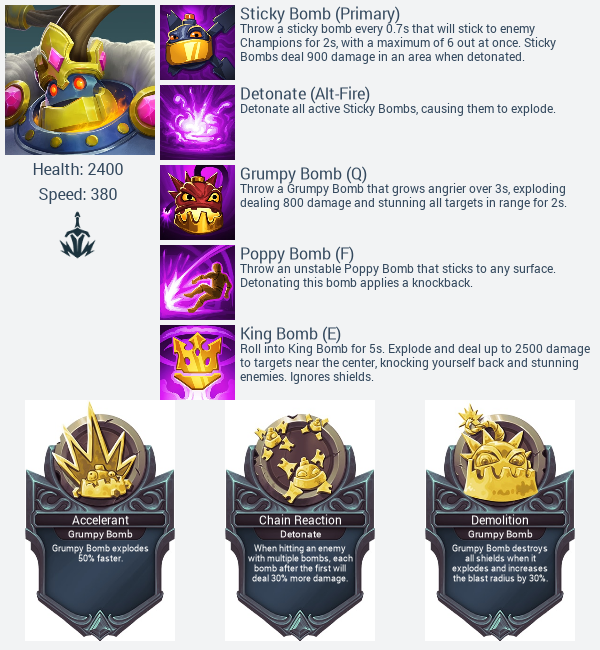 Sticky Bomb (Primary)
Throw a sticky bomb every 0.7s that will stick to enemy
Champions for 2s, with a maximum of 6 out at once. Sticky
Bombs deal 900 damage in an area when detonated.
Detonate (Alt-Fire)
Detonate all active Sticky Bombs, causing them to explode.
Health: 2400
Speed: 380
Grumpy Bomb (Q)
Throw a Grumpy Bomb that grows angrier over 3s, exploding
dealing 800 damage and stunning all targets in range for 2s.
Poppy Bomb (F)
Throw an unstable Poppy Bomb that sticks to any surface.
Detonating this bomb applies a knockback.
King Bomb (E)
Roll into King Bomb for 5s. Explode and deal up to 2500 damage
to targets near the center, knocking yourself back and stunning
enemies. Ignores shields.
Accelerant
Grumpy Bomb
Grumpy Bomb explodes
50% faster.
Chain Reaction
Detonate
When hitting an enemy
with multiple bombs, each
bomb after the first will
deal 30% more damage.
Demolition
Grumpy Bomb
Grumpy Bomb destroys
all shields when it
explodes and increases
the blast radius by 30%.